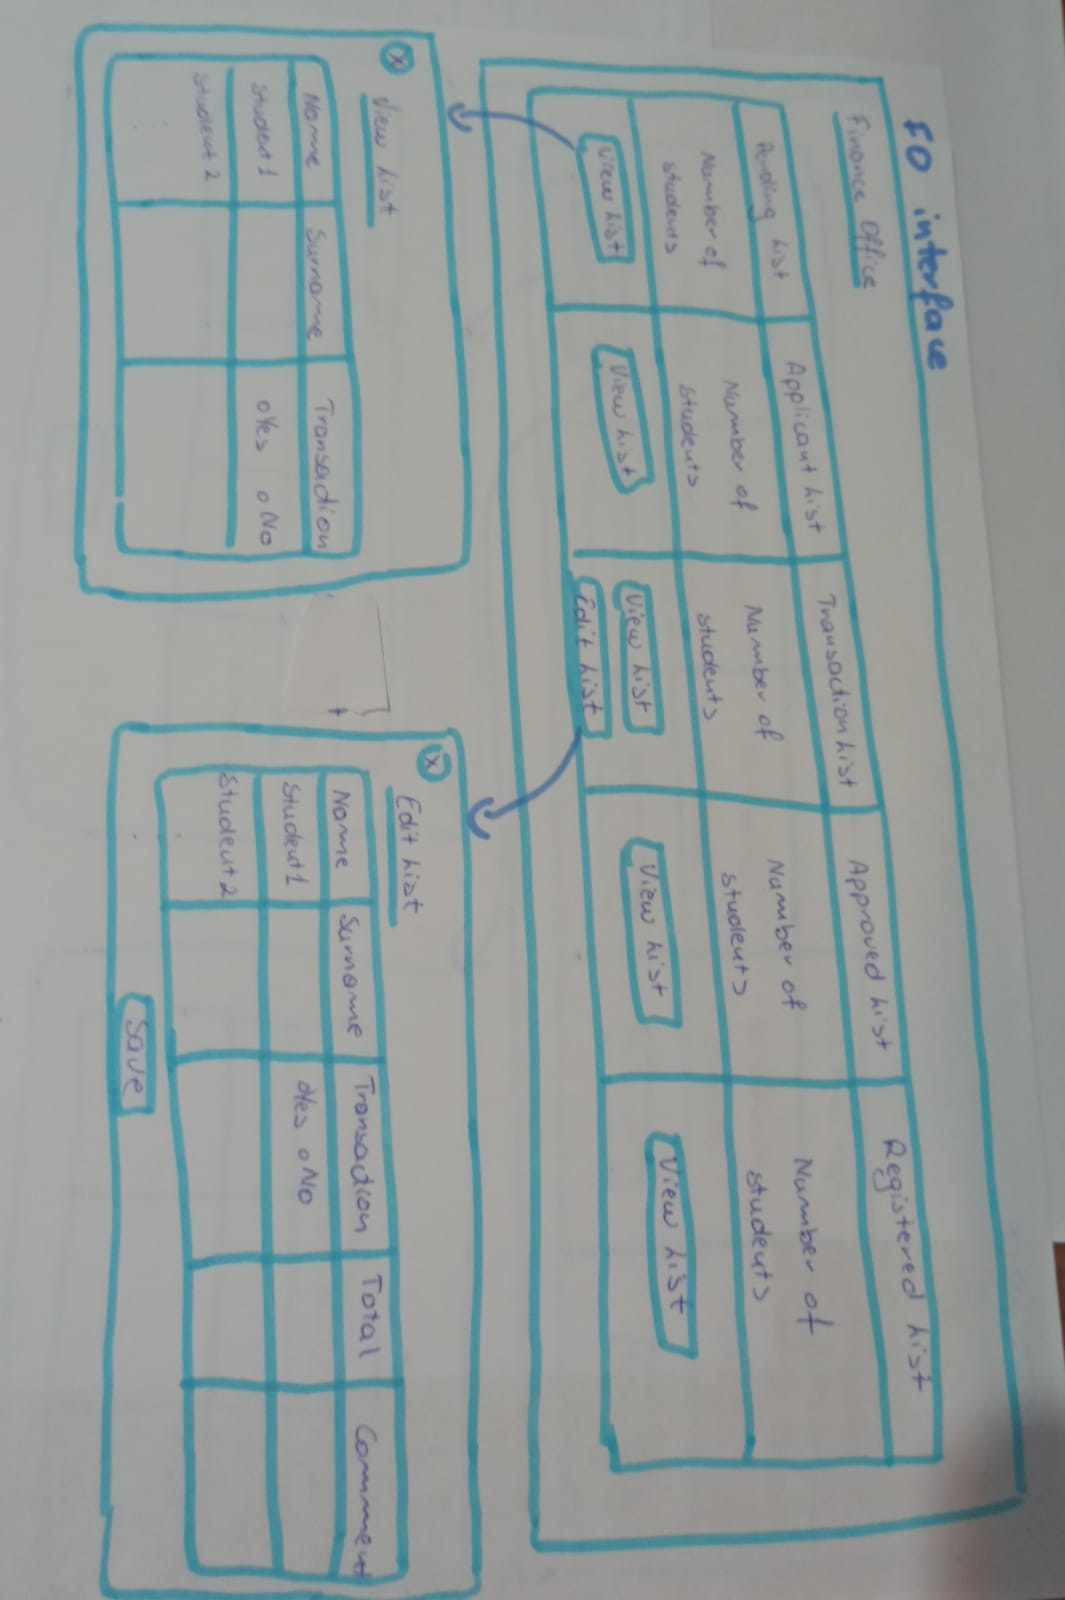 FO interface
Finance Office
Pending List
Applicant List
Transaction List
Approved List
Registered List
Number of
students
Number of
students
Number of
students
Number of
students
Number of
students
View List
View List
View List
Edit List
View List
View List
X
View List
Name
Surname
Transaction
Student 1
Yes
No
Student 2
X
Edit List
Name
Surname
Transaction
Total
Comment
Student 1
Yes
No
Student 2
Save